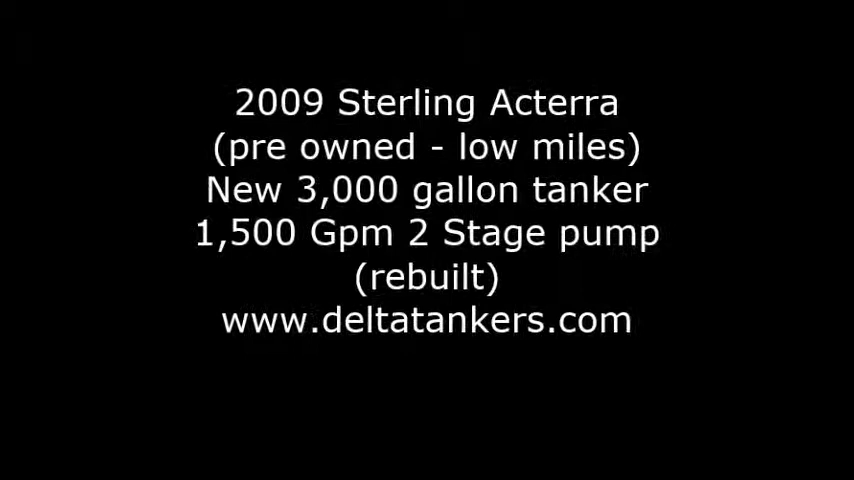 2009 Sterling Acterra
(pre owned - low miles)
New 3,000 gallon tanker
1,500 Gpm 2 Stage pump
(rebuilt)
www.deltatankers.com